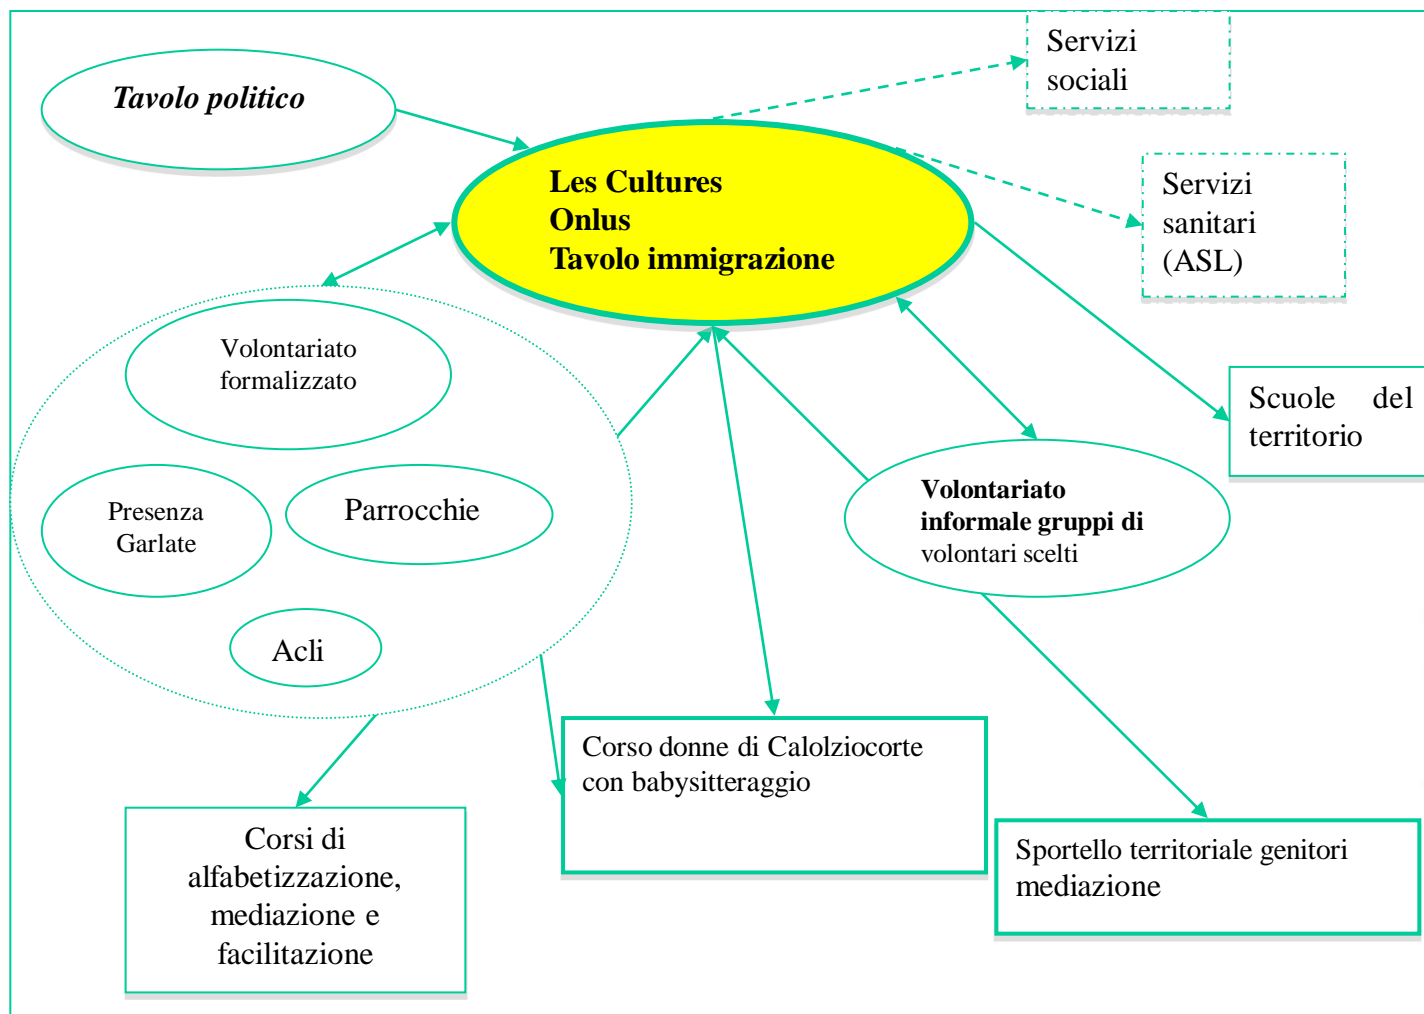 Servizi
sociali
Tavolo politico
Les Cultures
Onlus
Tavolo immigrazione
Servizi
sanitari
(ASL)
Volontariato
formalizzato
Scuole del
territorio
Presenza
Garlate
Parrocchie
Volontariato
informale gruppi di
volontari scelti
Acli
Corso donne di Calolziocorte
con babysitteraggio
Corsi di
alfabetizzazione,
mediazione e
facilitazione
Sportello territoriale genitori
mediazione